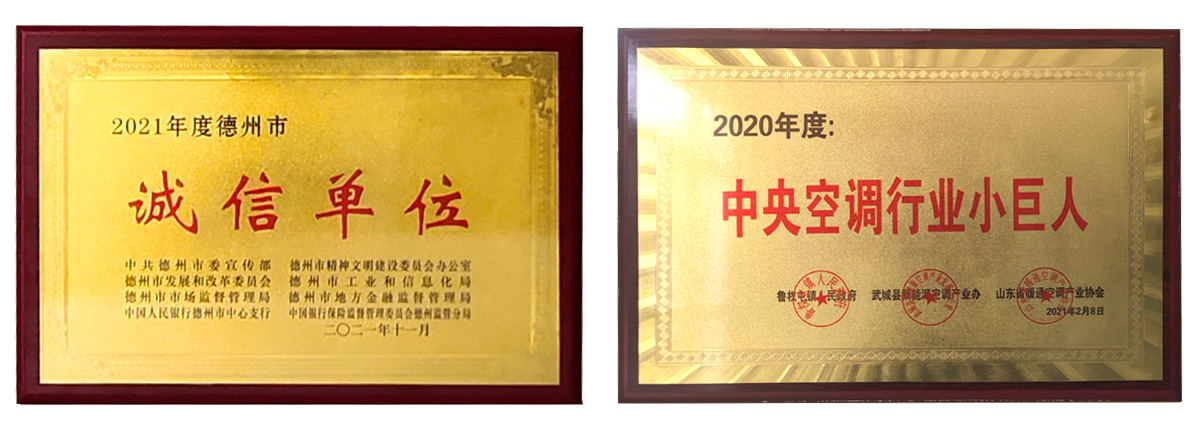 2021年度德州市
诚信单位
中共德州市委宣传部 德州市精神文明建设委员会办公室
德州市发展和改革委员会 德州市工业和信息化局
德州市市场监督管理局 德州市地方金融监督管理局
中国人民银行德州市中心支行 中国银行保险监督管理委员会德州监管分局
二〇二一年十一月
2020年度:
中央空调行业小巨人
鲁权屯镇人民政府 武城县新能源空调产业办 山东省暖通空调产业协会
2021年2月8日